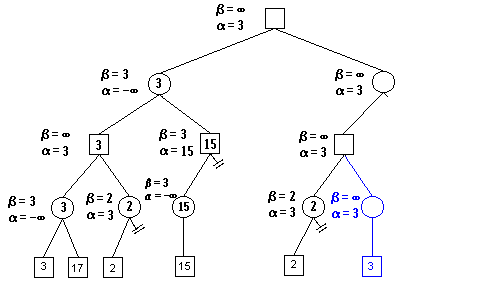 β = ∞
α = 3
β = 3
α = −∞
3
β = ∞
α = 3
β = ∞
α = 3
3
β = 3
α = 15
15
β = ∞
α = 3
β = 3
α = −∞
3
β = 2
α = 3
2
β = 3
α = −∞
15
β = 2
α = 3
2
β = ∞
α = 3
3
17
2
15
2
3